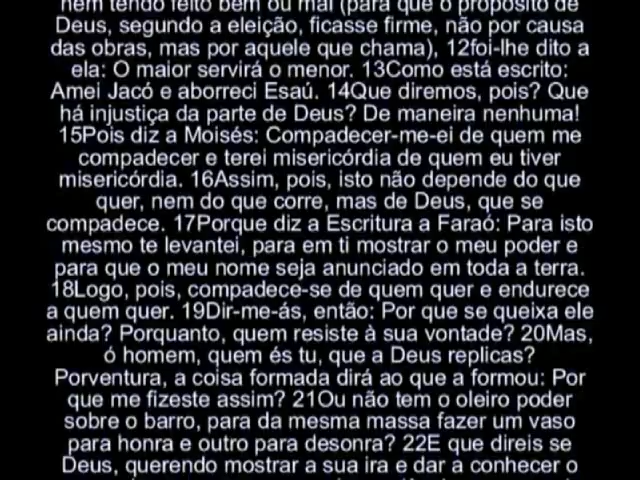 nem tendo feito bem ou mal (para que o propósito de
Deus, segundo a eleição, ficasse firme, não por causa
das obras, mas por aquele que chama), 12foi-lhe dito a
ela: O maior servirá o menor. 13Como está escrito:
Amei Jacó e aborreci Esaú. 14Que diremos, pois? Que
há injustiça da parte de Deus? De maneira nenhuma!
15Pois diz a Moisés: Compadecer-me-ei de quem me
compadecer e terei misericórdia de quem eu tiver
misericórdia. 16Assim, pois, isto não depende do que
quer, nem do que corre, mas de Deus, que se
compadece. 17Porque diz a Escritura a Faraó: Para isto
mesmo te levantei, para em ti mostrar o meu poder e
para que o meu nome seja anunciado em toda a terra.
18Logo, pois, compadece-se de quem quer e endurece
a quem quer. 19Dir-me-ás, então: Por que se queixa ele
ainda? Porquanto, quem resiste à sua vontade? 20Mas,
ó homem, quem és tu, que a Deus replicas?
Porventura, a coisa formada dirá ao que a formou: Por
que me fizeste assim? 21Ou não tem o oleiro poder
sobre o barro, para da mesma massa fazer um vaso
para honra e outro para desonra? 22E que direis se
Deus, querendo mostrar a sua ira e dar a conhecer o